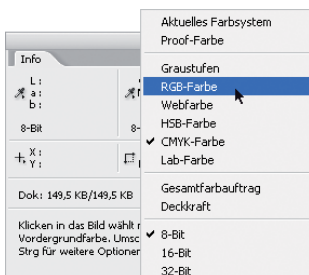 Aktuelles Farbsystem
Proof-Farbe
Graustufen
RGB-Farbe
Webfarbe
HSB-Farbe
CMYK-Farbe
Lab-Farbe
Gesamtfarbauftrag
Deckkraft
8-Bit
16-Bit
32-Bit
Info
L :
a :
b :
8-Bit
8-
X :
Y :
Dok: 149,5 KB/149,5 KB
Klicken in das Bild wählt
Vordergrundfarbe. Umsc
Strg für weitere Optionen